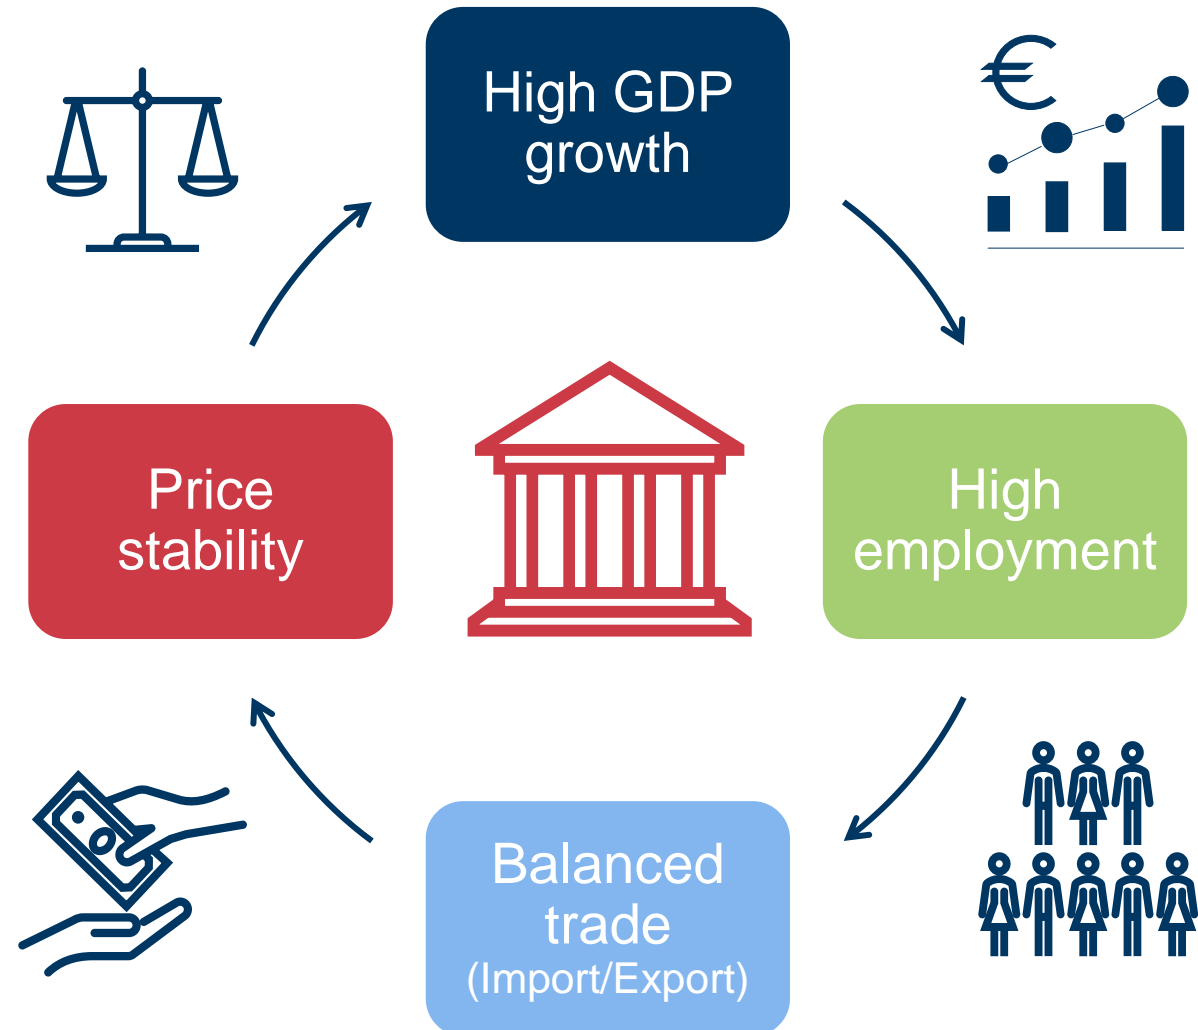 High GDP
growth
Price
stability
High
employment
Balanced
trade
(Import/Export)